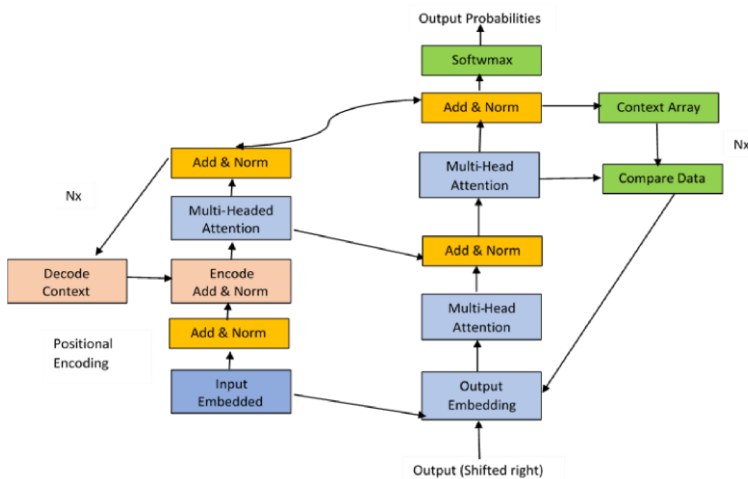 Output Probabilities
Softwmax
Add & Norm
Context Array
Nx
Add & Norm
Multi-Head
Attention
Compare Data
Nx
Multi-Headed
Attention
Add & Norm
Decode
Context
Encode
Add & Norm
Multi-Head
Attention
Add & Norm
Positional
Encoding
Input
Embedded
Output
Embedding
Output (Shifted right)